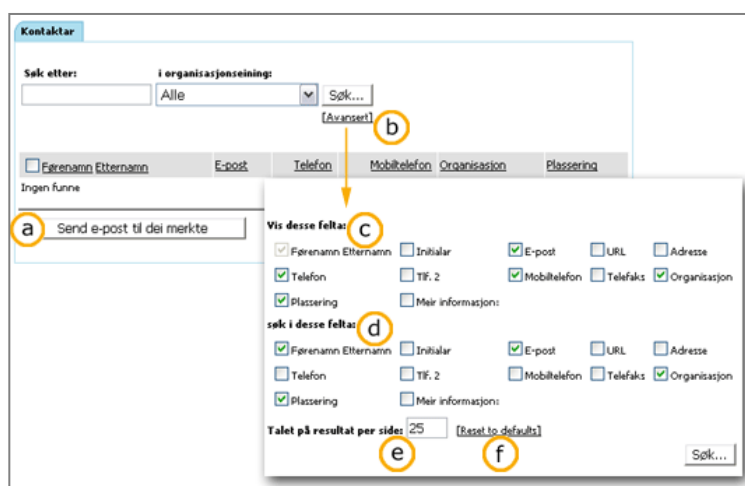 Kontaktar
Søk etter: i organisasjonseining:
Alle Søk...
[Avansert] b
Førenamn Etternamn E-post Telefon Mobiltelefon Organisasjon Plassering
Ingen funne
a Send e-post til dei merkte
Vis desse felta: c
Førenamn Etternamn Initialar E-post URL Adresse
Telefon Tlf. 2 Mobiltelefon Telefaks Organisasjon
Plassering Meir informasjon:
søk i desse felta: d
Førenamn Etternamn Initialar E-post URL Adresse
Telefon Tlf. 2 Mobiltelefon Telefaks Organisasjon
Plassering Meir informasjon:
Talet på resultat per side: 25 [Reset to defaults]
e f
Søk...